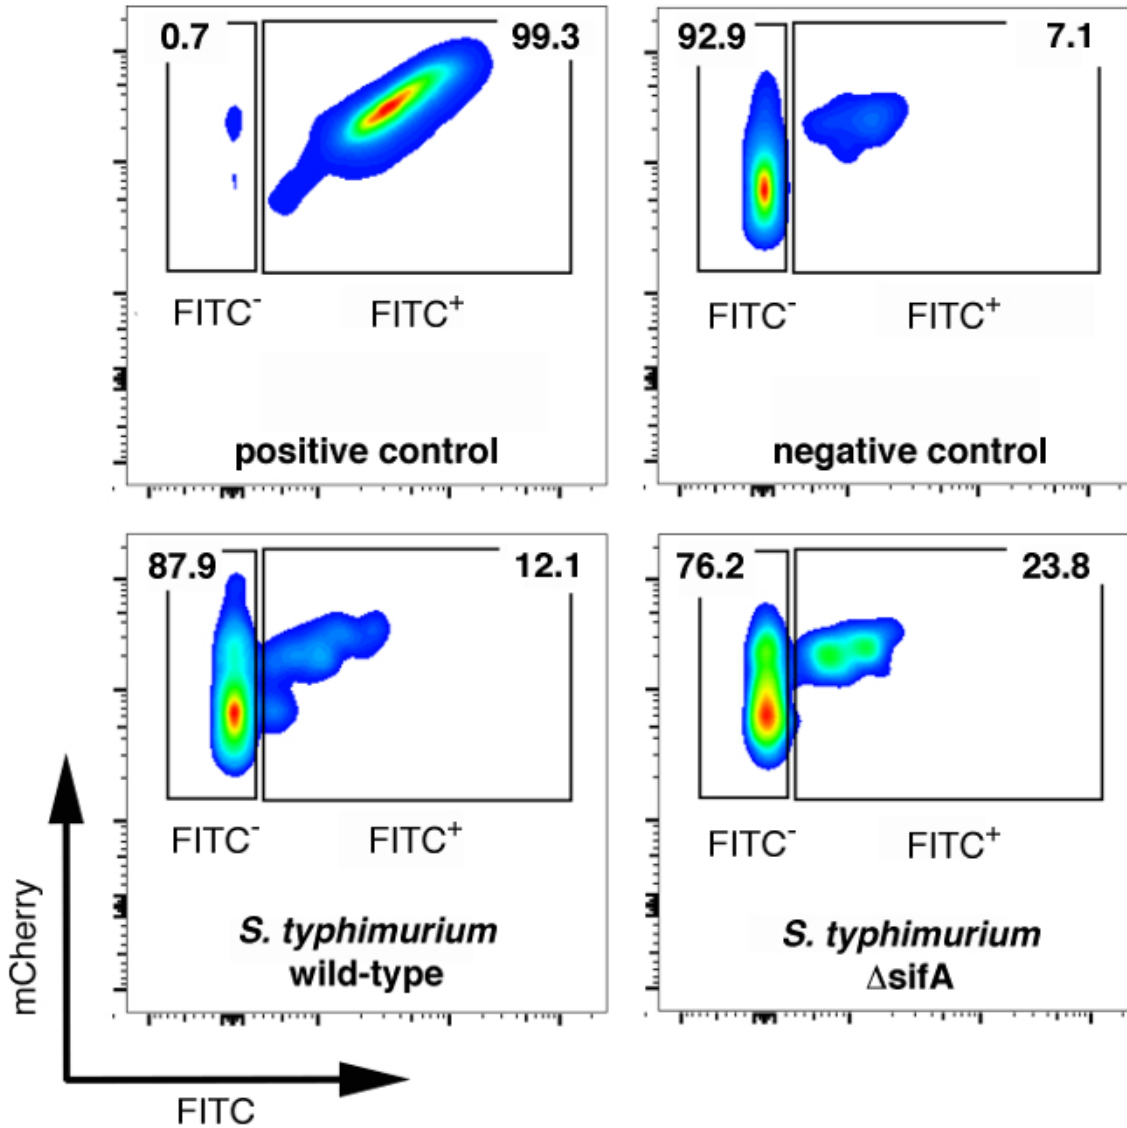 0.7 99.3
FITC⁻ FITC⁺
positive control
92.9 7.1
FITC⁻ FITC⁺
negative control
87.9 12.1
FITC⁻ FITC⁺
S. typhimurium
wild-type
76.2 23.8
FITC⁻ FITC⁺
S. typhimurium
ΔsifA
mCherry
FITC